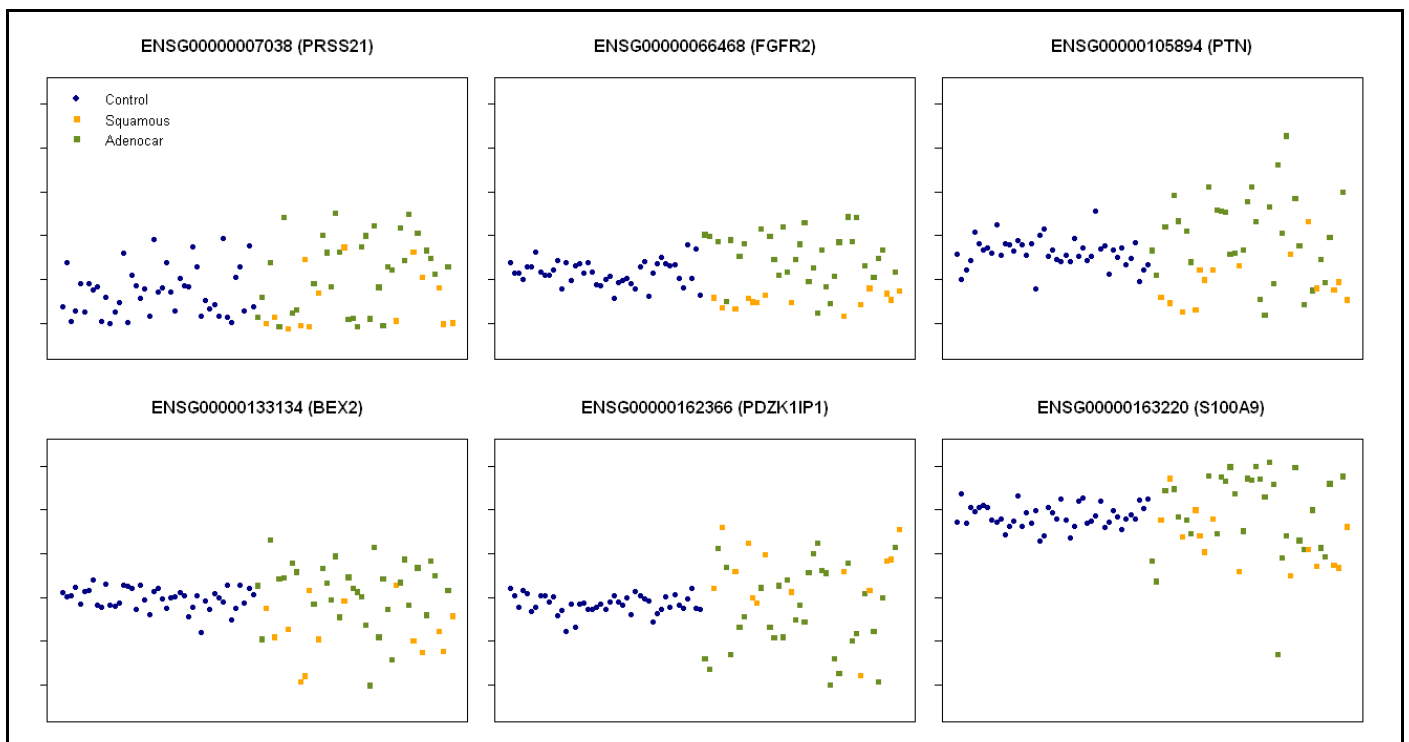 ENSG00000007038 (PRSS21)
ENSG00000066468 (FGFR2)
ENSG00000105894 (PTN)
Control
Squamous
Adenocar
ENSG00000133134 (BEX2)
ENSG00000162366 (PDZK1IP1)
ENSG00000163220 (S100A9)